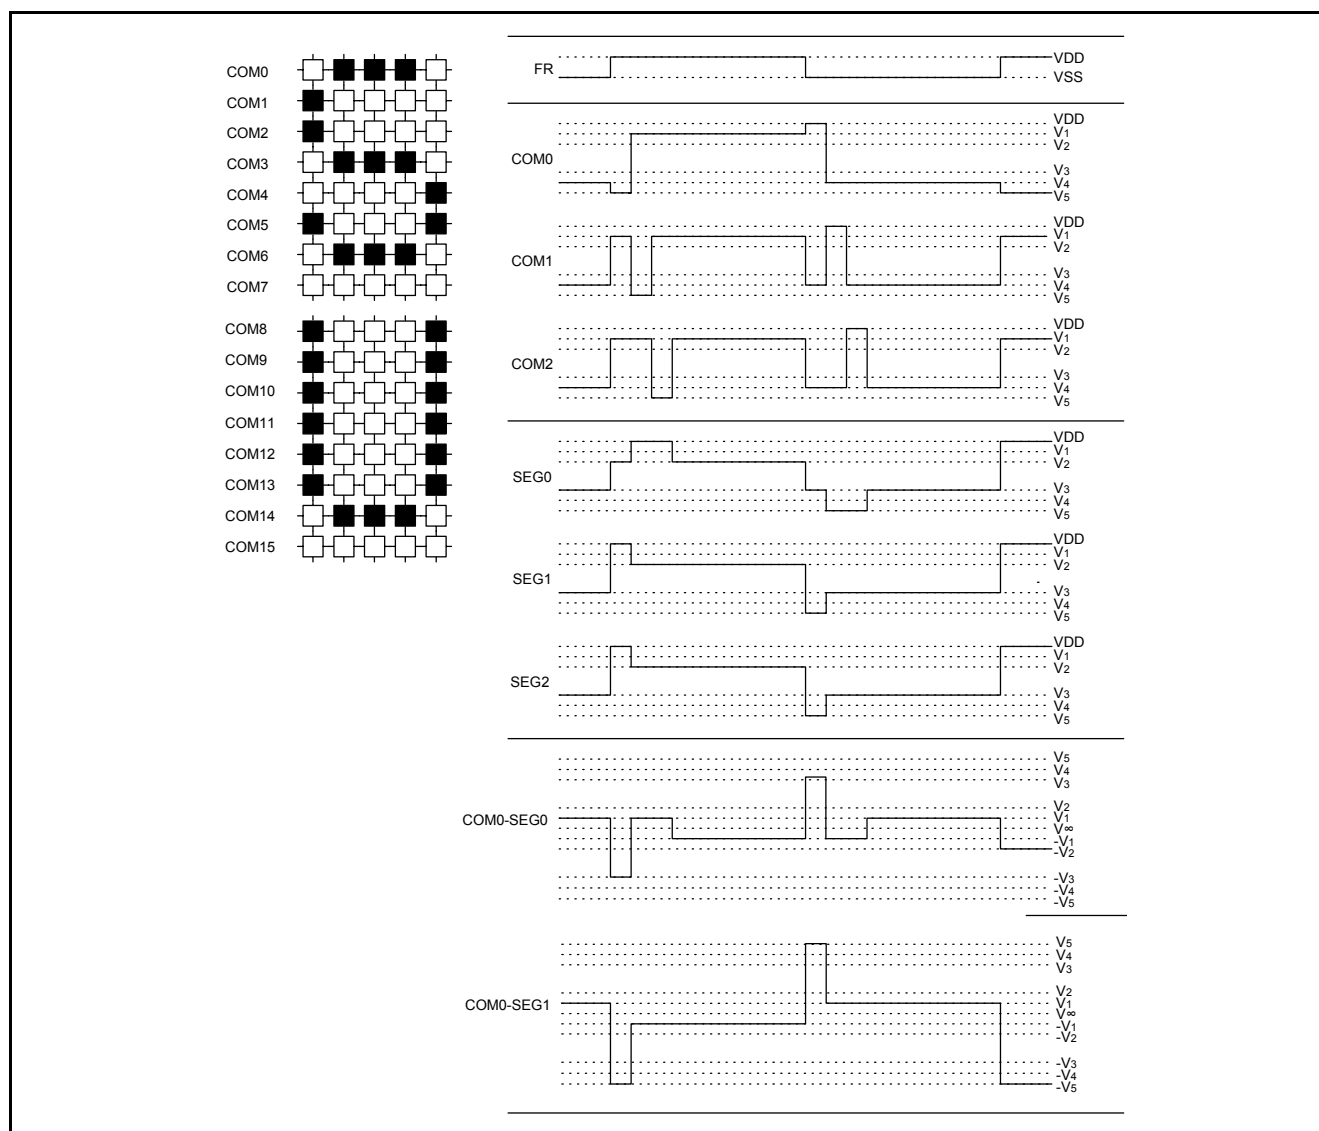 COM0
COM1
COM2
COM3
COM4
COM5
COM6
COM7
COM8
COM9
COM10
COM11
COM12
COM13
COM14
COM15
FR
VDD
VSS
COM0
VDD
V1
V2
V3
V4
V5
COM1
VDD
V1
V2
V3
V4
V5
COM2
VDD
V1
V2
V3
V4
V5
SEG0
VDD
V1
V2
V3
V4
V5
SEG1
VDD
V1
V2
V3
V4
V5
SEG2
VDD
V1
V2
V3
V4
V5
COM0-SEG0
V5
V4
V3
V2
V1
V∞
-V1
-V2
-V3
-V4
-V5
COM0-SEG1
V5
V4
V3
V2
V1
V∞
-V1
-V2
-V3
-V4
-V5